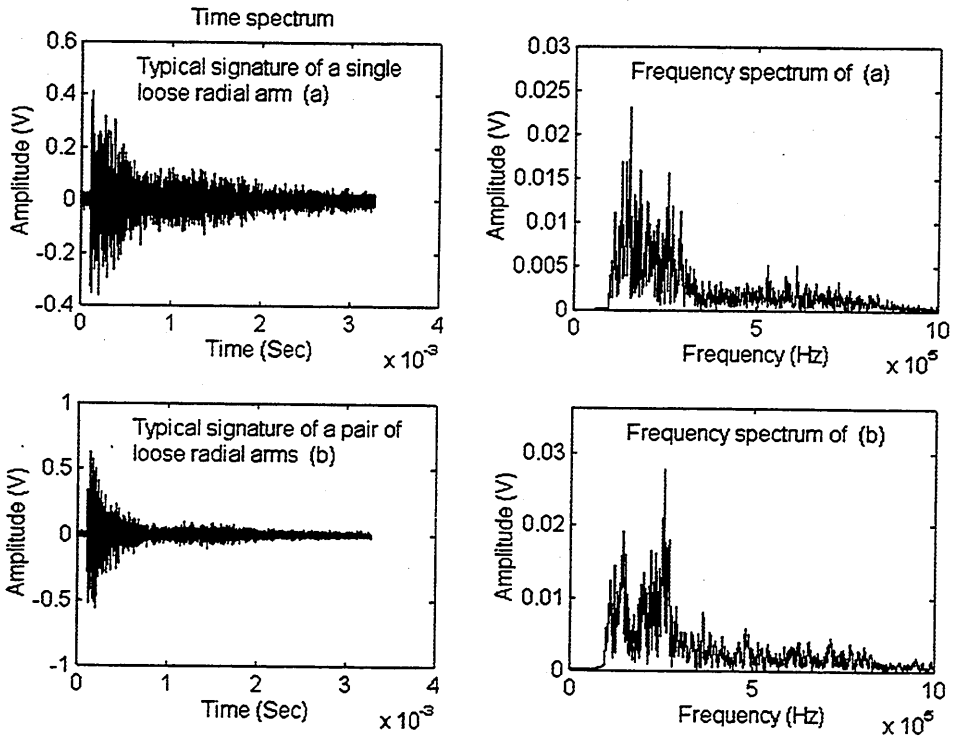 Time spectrum
0.6
0.4
0.2
0
-0.2
-0.4
Amplitude (V)
Typical signature of a single
loose radial arm (a)
0 1 2 3 4
Time (Sec)
x 10⁻³
0.03
0.025
0.02
0.015
0.01
0.005
0
Amplitude (V)
Frequency spectrum of (a)
0 5 10
Frequency (Hz)
x 10⁵
1
0.5
0
-0.5
-1
Amplitude (V)
Typical signature of a pair of
loose radial arms (b)
0 1 2 3 4
Time (Sec)
x 10⁻³
0.03
0.02
0.01
0
Amplitude (V)
Frequency spectrum of (b)
0 5 10
Frequency (Hz)
x 10⁵